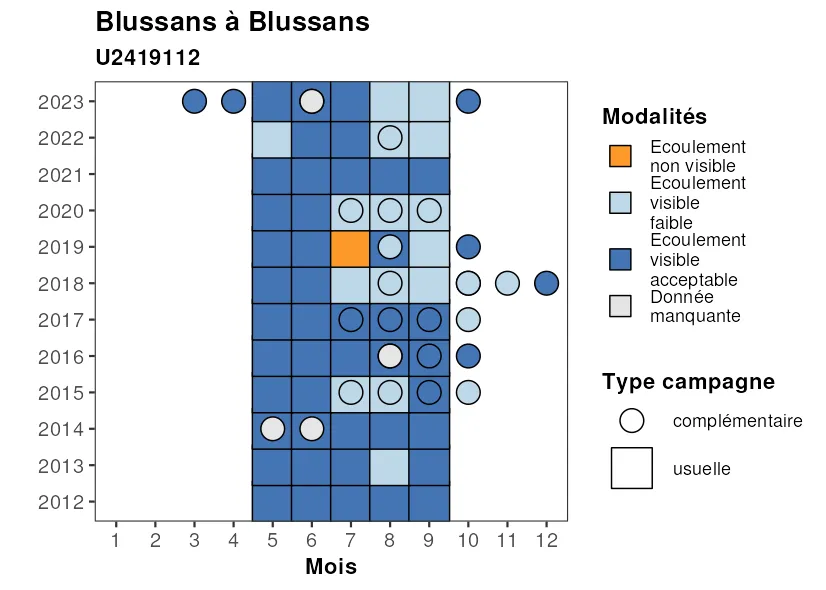 Blussans à Blussans
U2419112
2023
2022
2021
2020
2019
2018
2017
2016
2015
2014
2013
2012
1 2 3 4 5 6 7 8 9 10 11 12
Mois
Modalités
Ecoulement
non visible
Ecoulement
visible
faible
Ecoulement
visible
acceptable
Donnée
manquante
Type campagne
complémentaire
usuelle